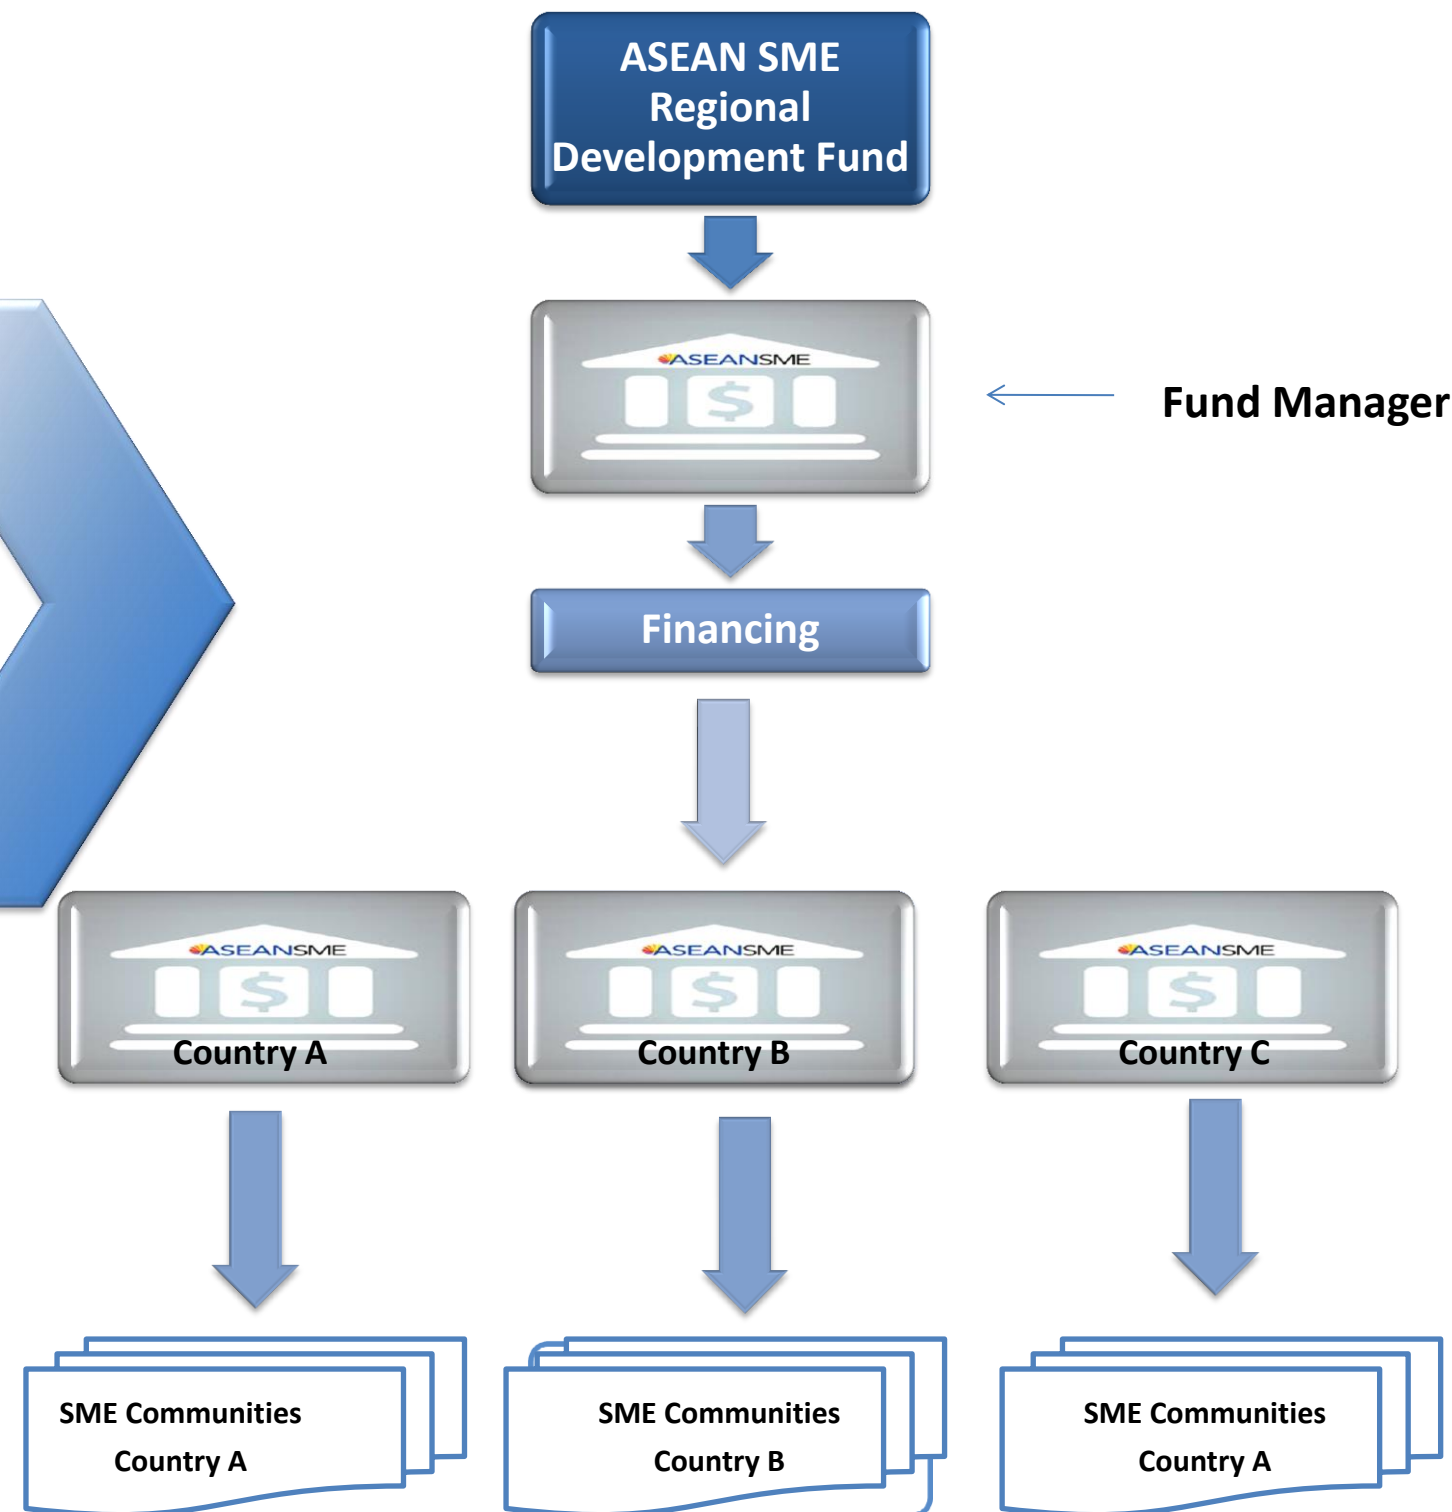 ASEAN SME
Regional
Development Fund
ASEANSME
$
Fund Manager
Financing
ASEANSME
$
Country A
ASEANSME
$
Country B
ASEANSME
$
Country C
SME Communities
Country A
SME Communities
Country B
SME Communities
Country A